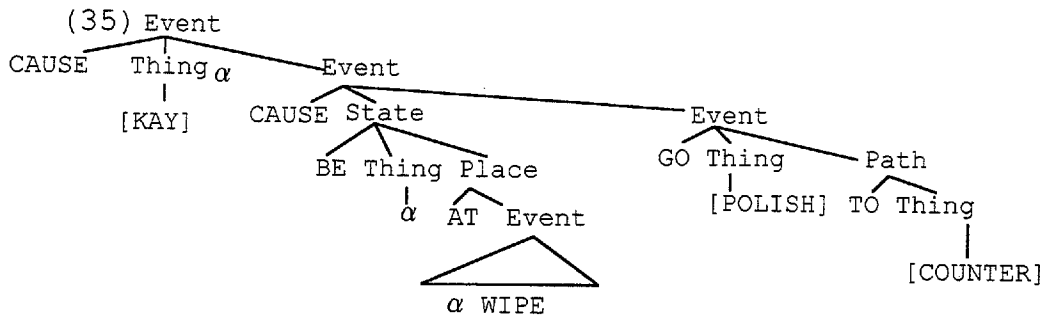 (35) Event
CAUSE Thing α Event
[KAY] CAUSE State Event
BE Thing Place GO Thing Path
α AT Event [POLISH] TO Thing
α WIPE [COUNTER]